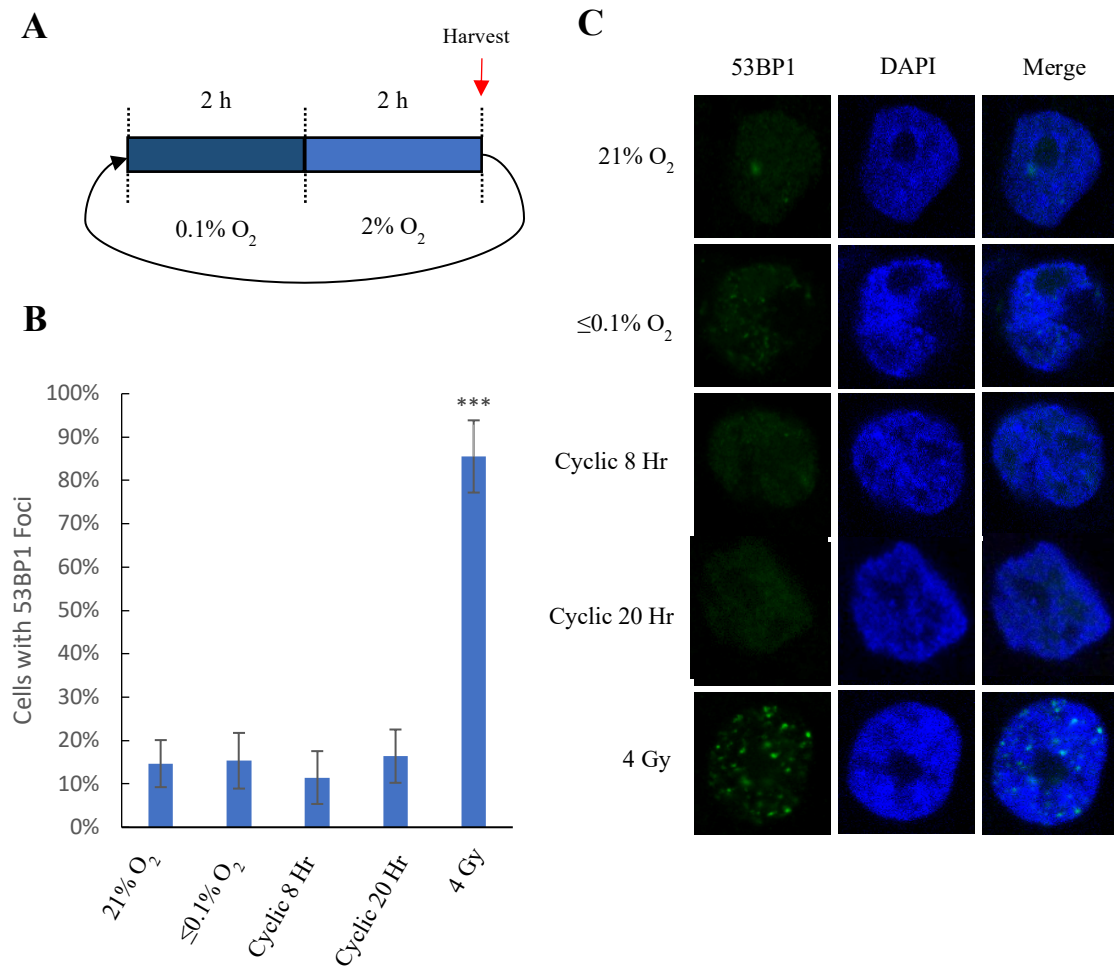 A
Harvest
2 h
2 h
0.1% O₂
2% O₂
B
100%
90%
80%
70%
60%
50%
40%
30%
20%
10%
0%
Cells with 53BP1 Foci
***
21% O₂
≤0.1% O₂
Cyclic 8 Hr
Cyclic 20 Hr
4 Gy
C
53BP1
DAPI
Merge
21% O₂
≤0.1% O₂
Cyclic 8 Hr
Cyclic 20 Hr
4 Gy